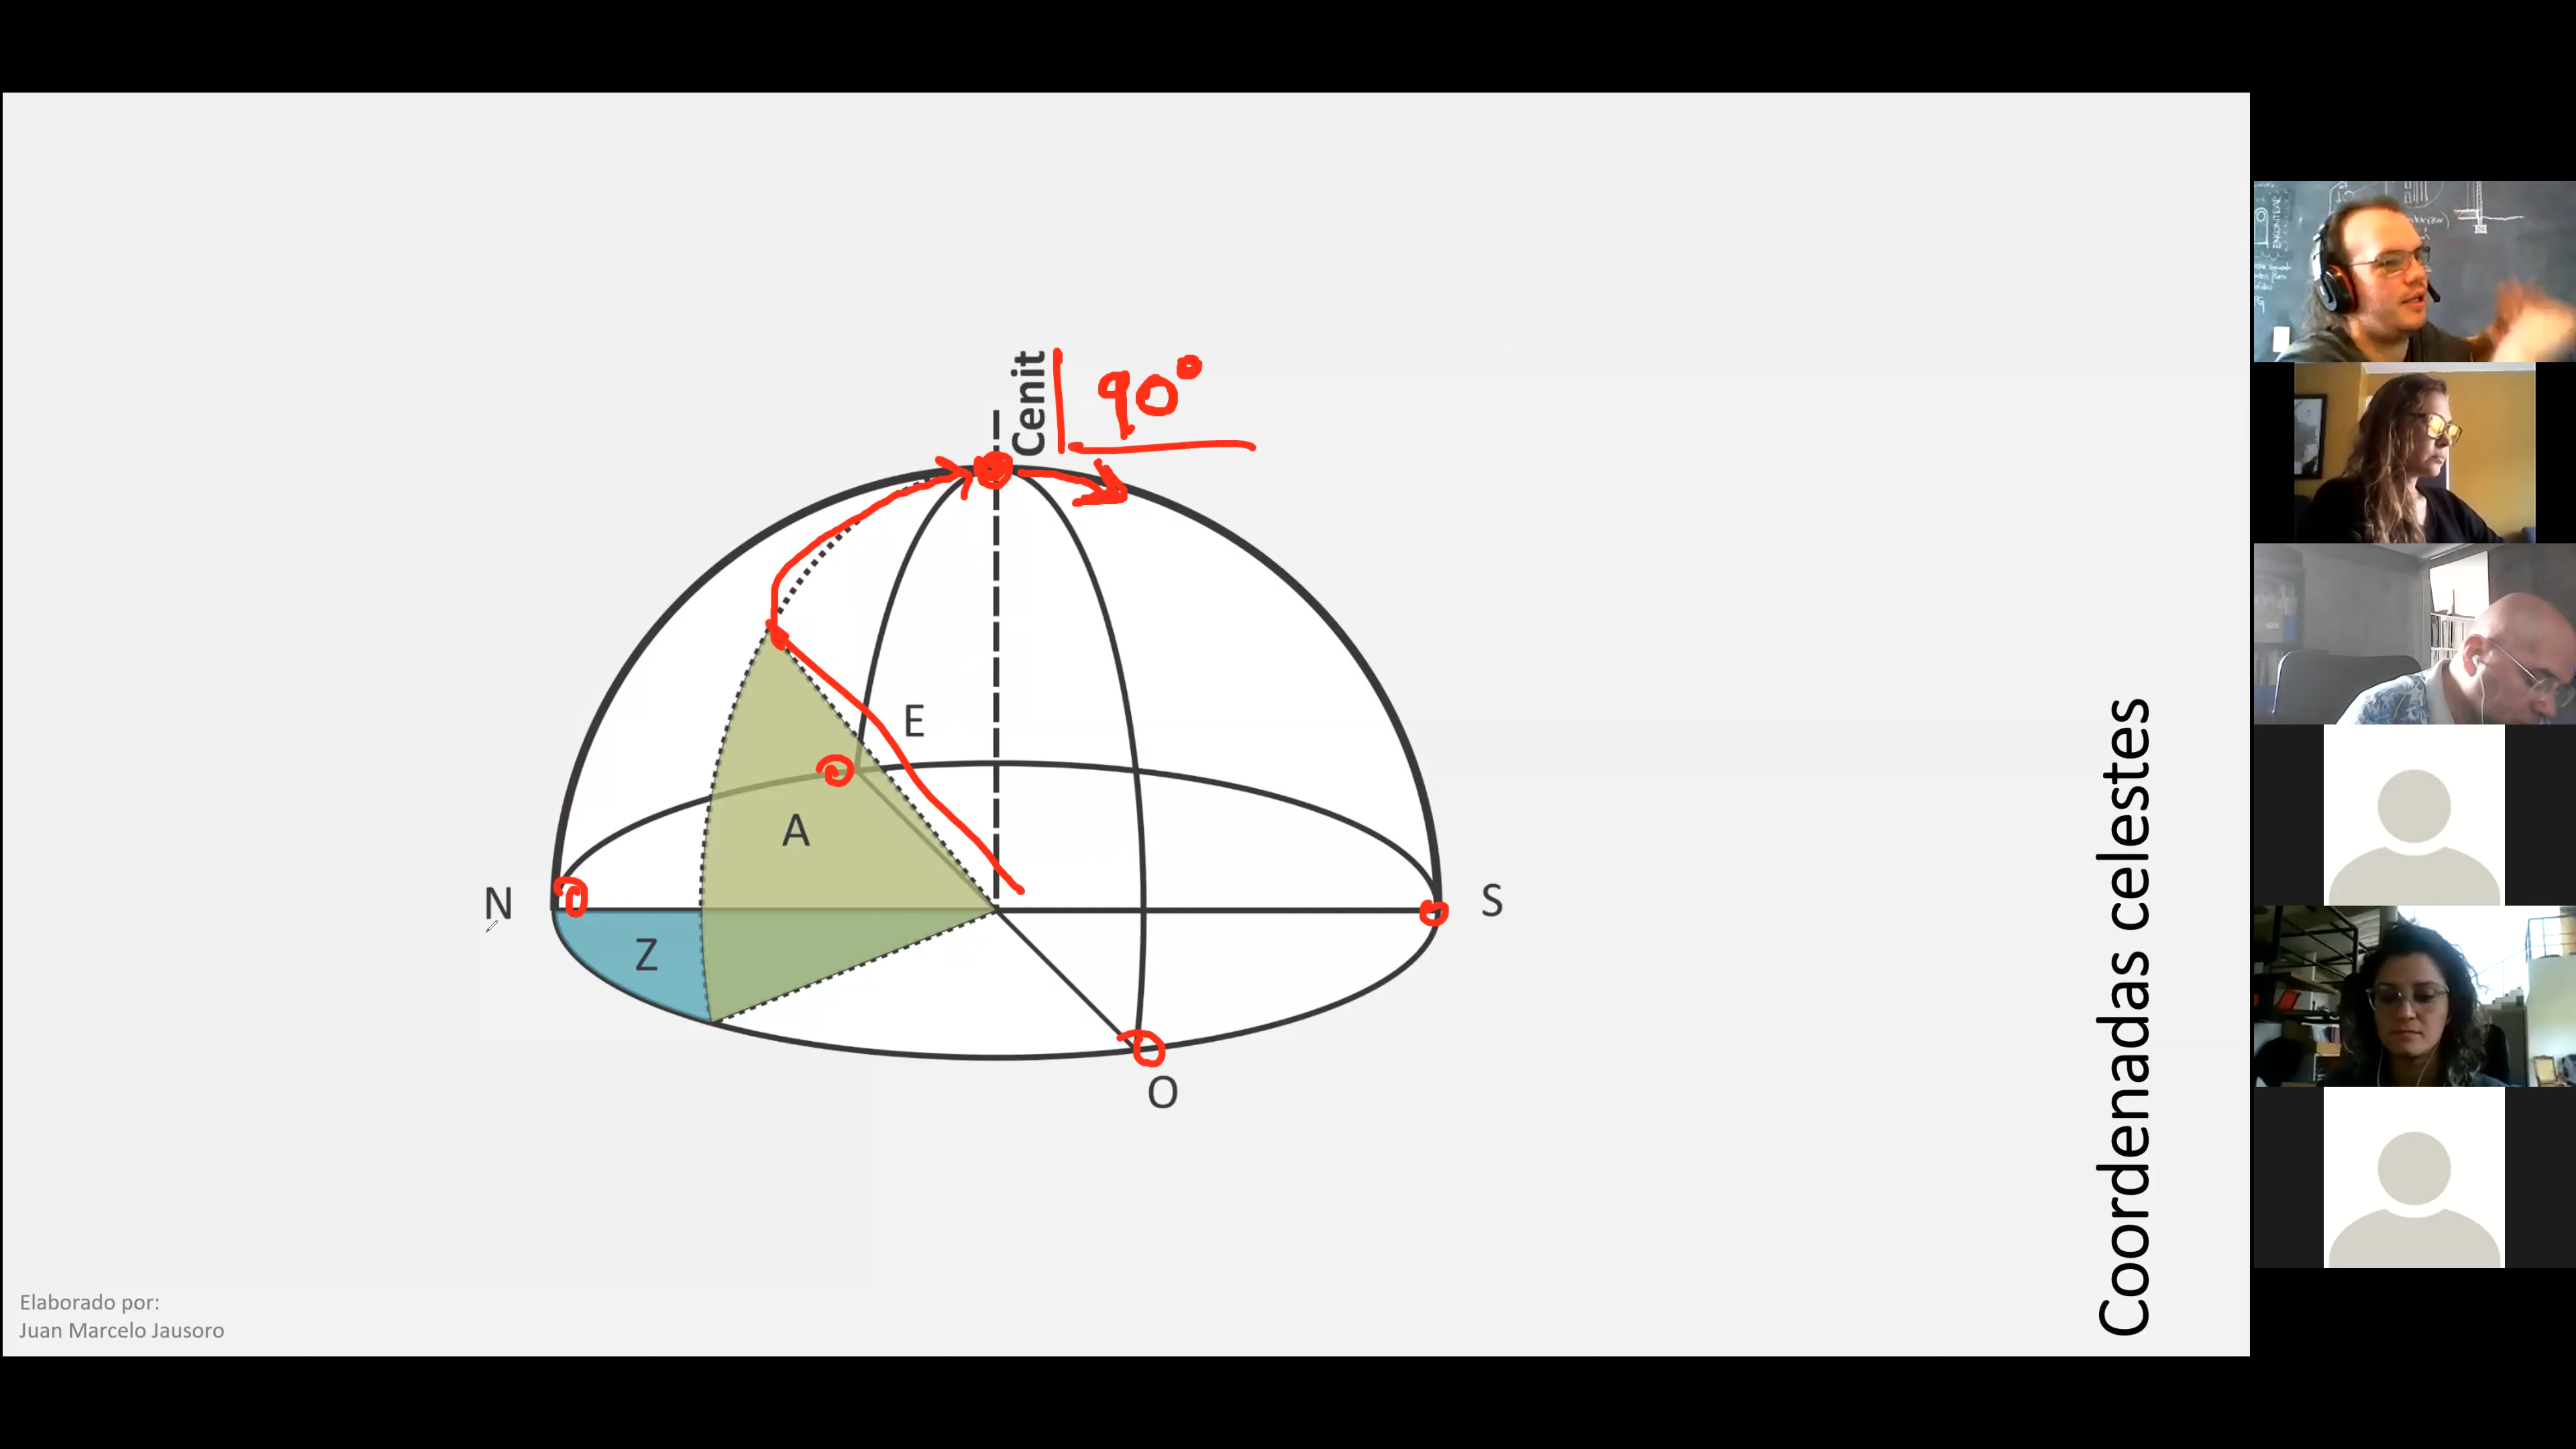 Cenit
90°
E
A
N
S
Z
O
Coordenadas celestes
Elaborado por:
Juan Marcelo Jausoro